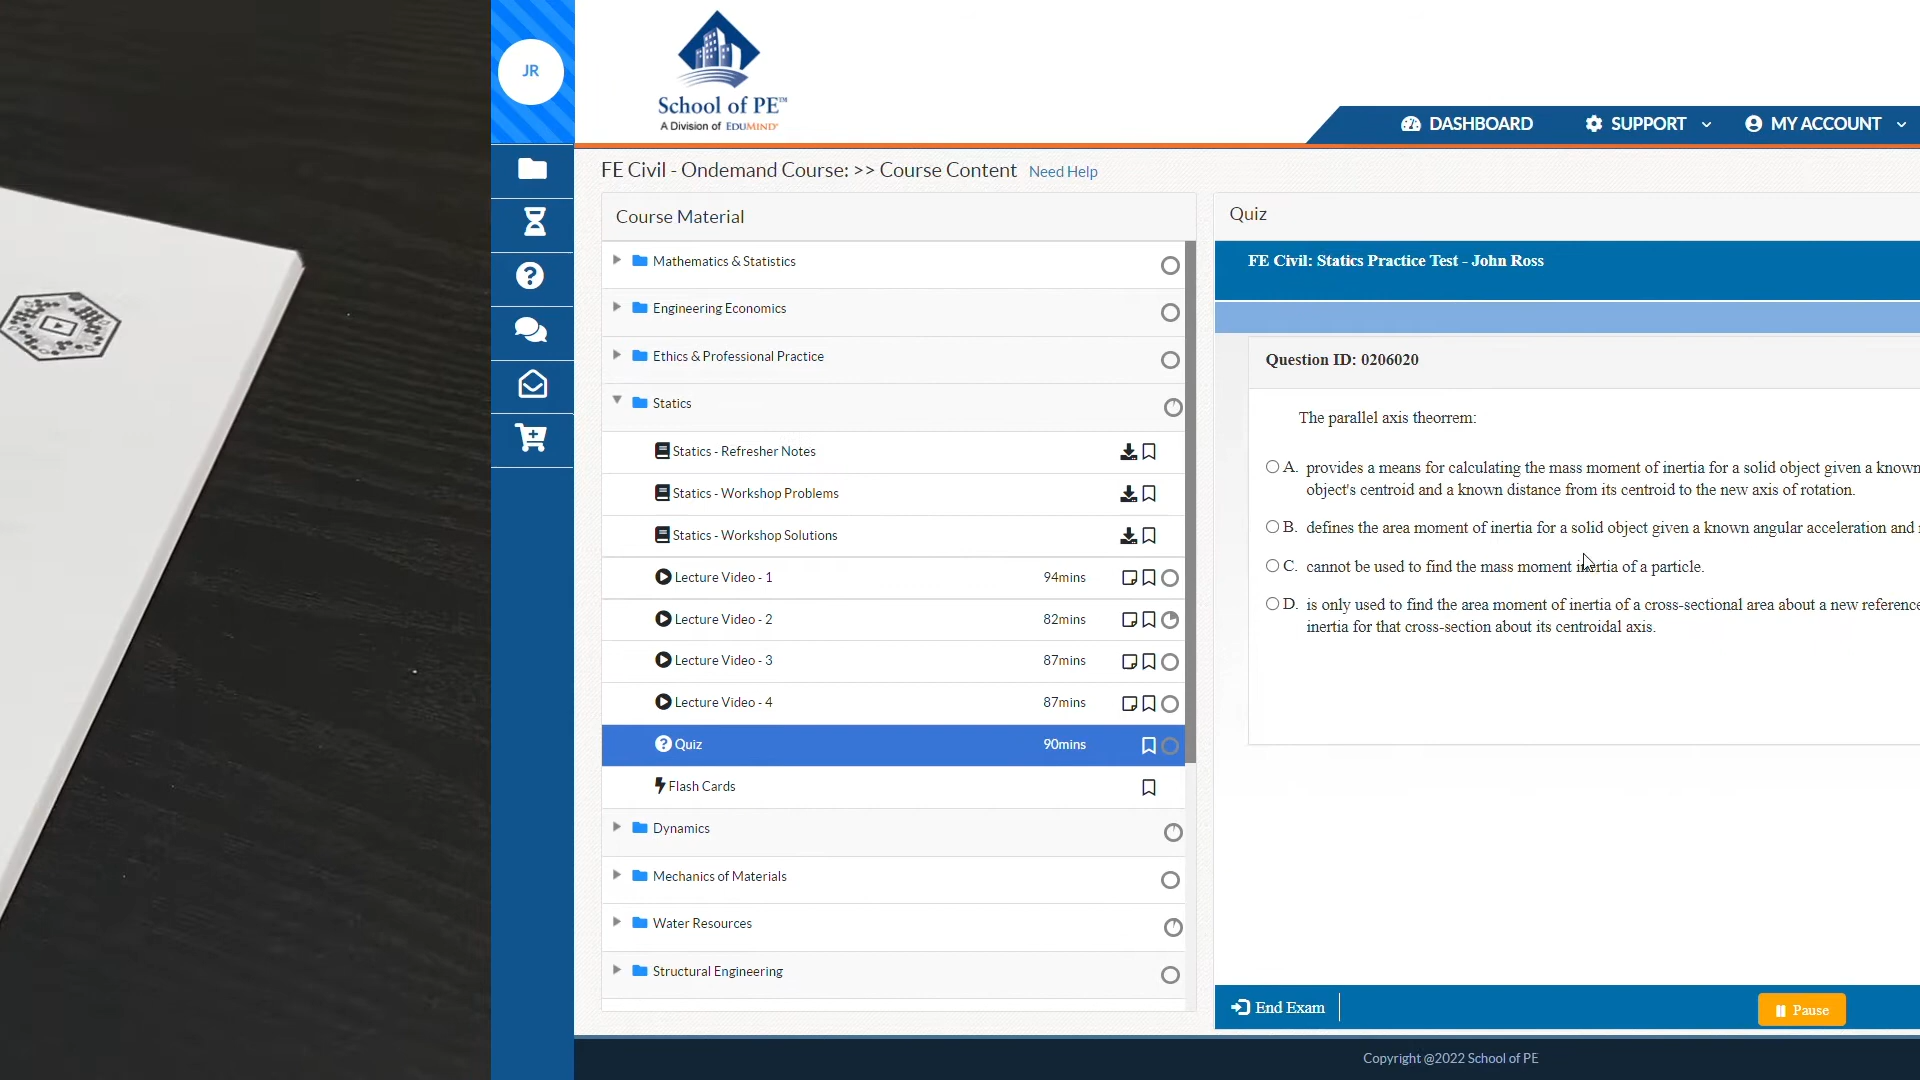 JR
School of PE™
A Division of EDUMIND®
DASHBOARD
SUPPORT
MY ACCOUNT
FE Civil - Ondemand Course: >> Course Content Need Help
Course Material
Mathematics & Statistics
Engineering Economics
Ethics & Professional Practice
Statics
Statics - Refresher Notes
Statics - Workshop Problems
Statics - Workshop Solutions
Lecture Video - 1 94mins
Lecture Video - 2 82mins
Lecture Video - 3 87mins
Lecture Video - 4 87mins
Quiz 90mins
Flash Cards
Dynamics
Mechanics of Materials
Water Resources
Structural Engineering
Quiz
FE Civil: Statics Practice Test - John Ross
Question ID: 0206020
The parallel axis theorrem:
A. provides a means for calculating the mass moment of inertia for a solid object given a known
object's centroid and a known distance from its centroid to the new axis of rotation.
B. defines the area moment of inertia for a solid object given a known angular acceleration and
C. cannot be used to find the mass moment inertia of a particle.
D. is only used to find the area moment of inertia of a cross-sectional area about a new reference
inertia for that cross-section about its centroidal axis.
End Exam
Pause
Copyright @2022 School of PE